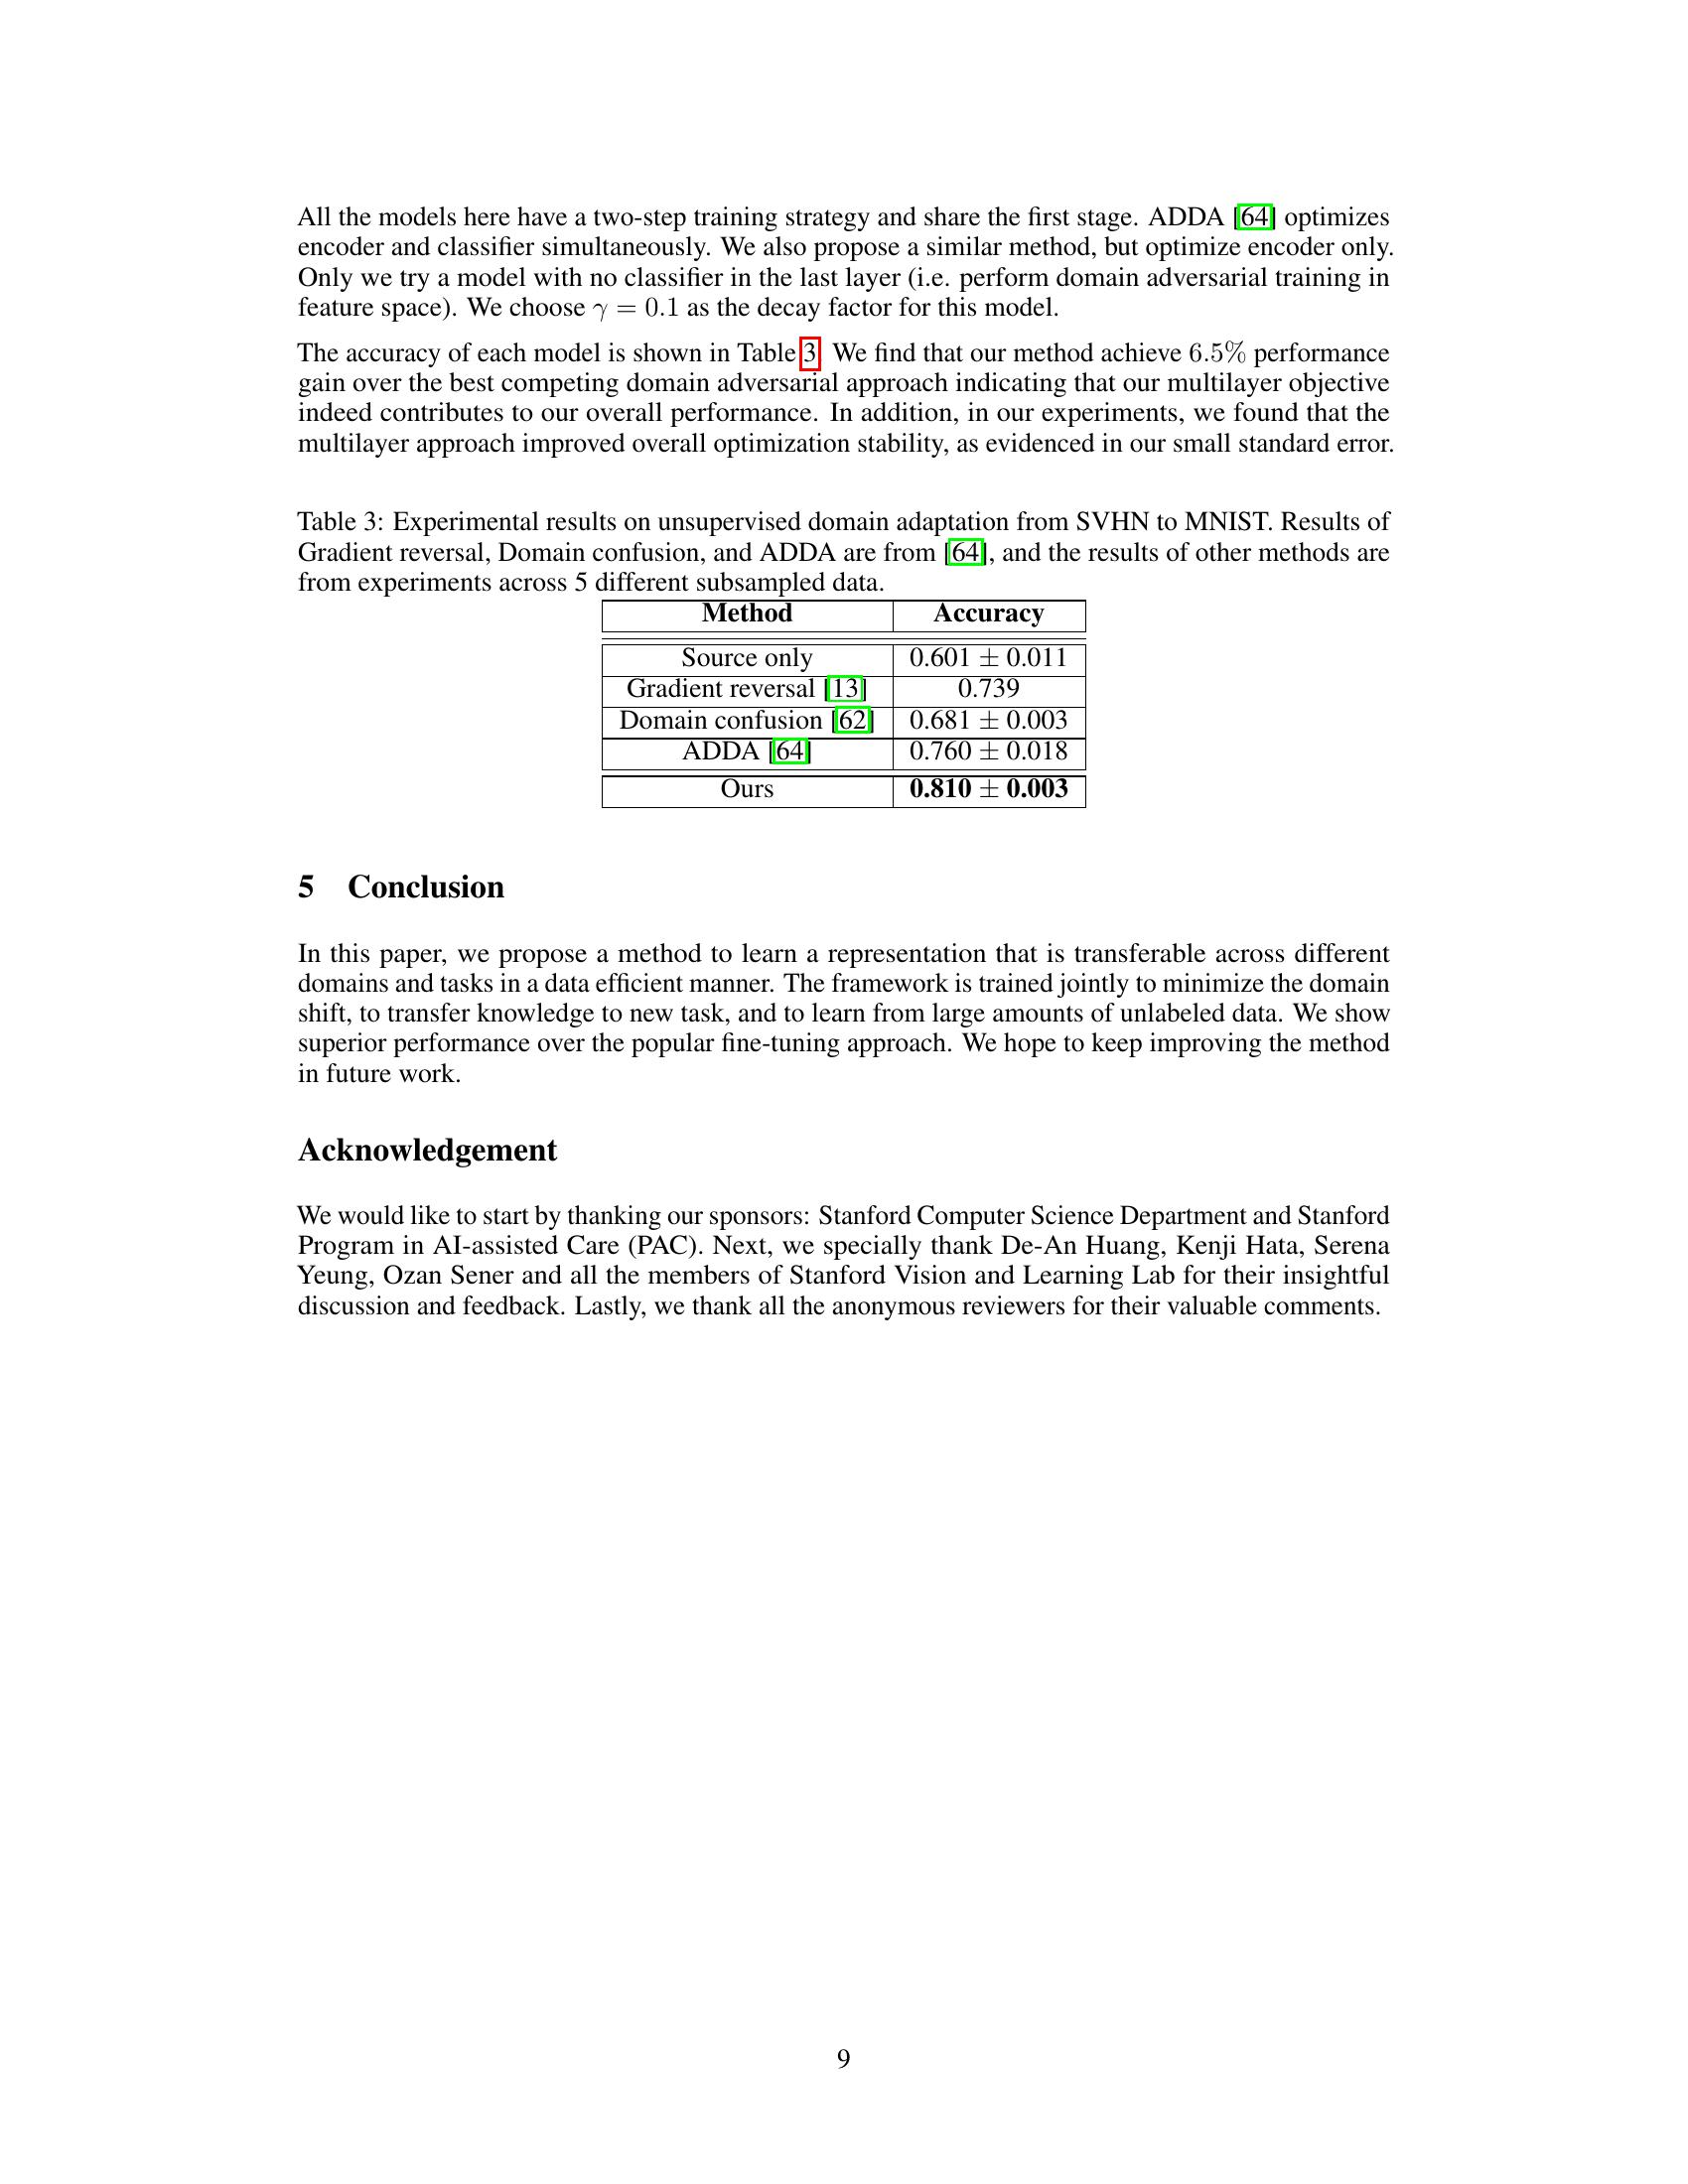 All the models here have a two-step training strategy and share the first stage. ADDA [64] optimizes
encoder and classifier simultaneously. We also propose a similar method, but optimize encoder only.
Only we try a model with no classifier in the last layer (i.e. perform domain adversarial training in
feature space). We choose γ = 0.1 as the decay factor for this model.
The accuracy of each model is shown in Table 3. We find that our method achieve 6.5% performance
gain over the best competing domain adversarial approach indicating that our multilayer objective
indeed contributes to our overall performance. In addition, in our experiments, we found that the
multilayer approach improved overall optimization stability, as evidenced in our small standard error.
Table 3: Experimental results on unsupervised domain adaptation from SVHN to MNIST. Results of
Gradient reversal, Domain confusion, and ADDA are from [64], and the results of other methods are
from experiments across 5 different subsampled data.
Method Accuracy
Source only 0.601 ± 0.011
Gradient reversal [13] 0.739
Domain confusion [62] 0.681 ± 0.003
ADDA [64] 0.760 ± 0.018
Ours 0.810 ± 0.003
5 Conclusion
In this paper, we propose a method to learn a representation that is transferable across different
domains and tasks in a data efficient manner. The framework is trained jointly to minimize the domain
shift, to transfer knowledge to new task, and to learn from large amounts of unlabeled data. We show
superior performance over the popular fine-tuning approach. We hope to keep improving the method
in future work.
Acknowledgement
We would like to start by thanking our sponsors: Stanford Computer Science Department and Stanford
Program in AI-assisted Care (PAC). Next, we specially thank De-An Huang, Kenji Hata, Serena
Yeung, Ozan Sener and all the members of Stanford Vision and Learning Lab for their insightful
discussion and feedback. Lastly, we thank all the anonymous reviewers for their valuable comments.
9